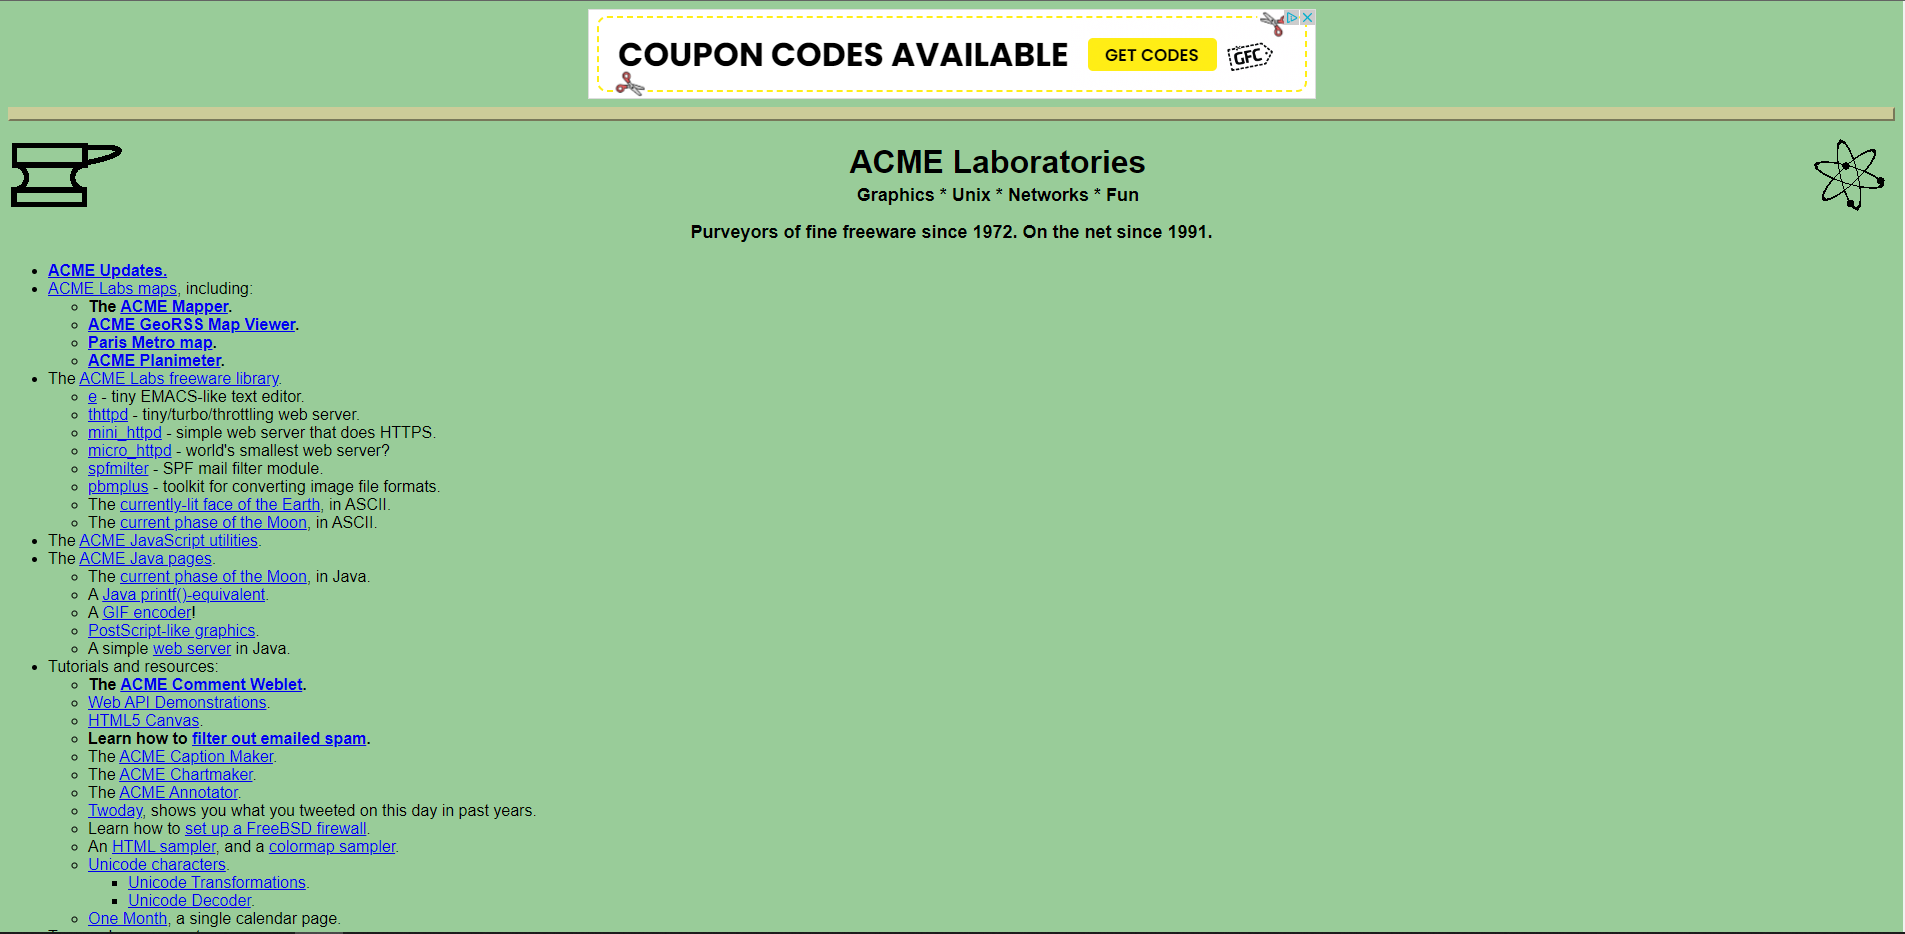 COUPON CODES AVAILABLE GET CODES GFC
ACME Laboratories
Graphics * Unix * Networks * Fun
Purveyors of fine freeware since 1972. On the net since 1991.
ACME Updates.
ACME Labs maps, including:
The ACME Mapper.
ACME GeoRSS Map Viewer.
Paris Metro map.
ACME Planimeter.
The ACME Labs freeware library.
e - tiny EMACS-like text editor.
thttpd - tiny/turbo/throttling web server.
mini_httpd - simple web server that does HTTPS.
micro_httpd - world's smallest web server?
spfmilter - SPF mail filter module.
pbmplus - toolkit for converting image file formats.
The currently-lit face of the Earth, in ASCII.
The current phase of the Moon, in ASCII.
The ACME JavaScript utilities.
The ACME Java pages.
The current phase of the Moon, in Java.
A Java printf()-equivalent.
A GIF encoder!
PostScript-like graphics.
A simple web server in Java.
Tutorials and resources:
The ACME Comment Weblet.
Web API Demonstrations.
HTML5 Canvas.
Learn how to filter out emailed spam.
The ACME Caption Maker.
The ACME Chartmaker.
The ACME Annotator.
Twoday, shows you what you tweeted on this day in past years.
Learn how to set up a FreeBSD firewall.
An HTML sampler, and a colormap sampler.
Unicode characters.
Unicode Transformations.
Unicode Decoder.
One Month, a single calendar page.